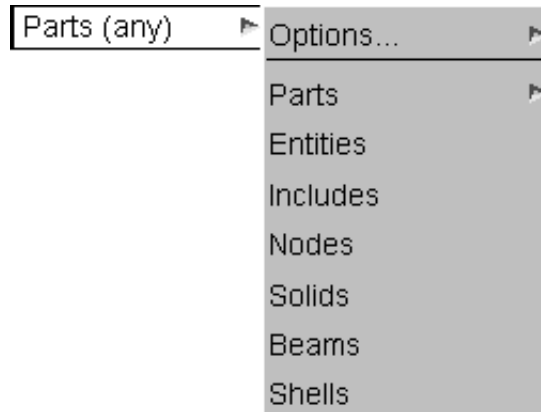 Parts (any)
Options...
Parts
Entities
Includes
Nodes
Solids
Beams
Shells